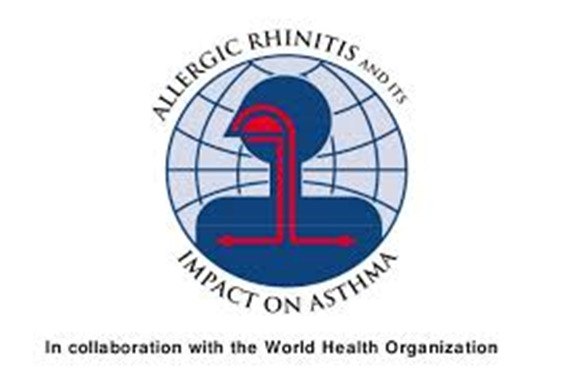 ALLERGIC RHINITIS AND ITS
IMPACT ON ASTHMA
In collaboration with the World Health Organization